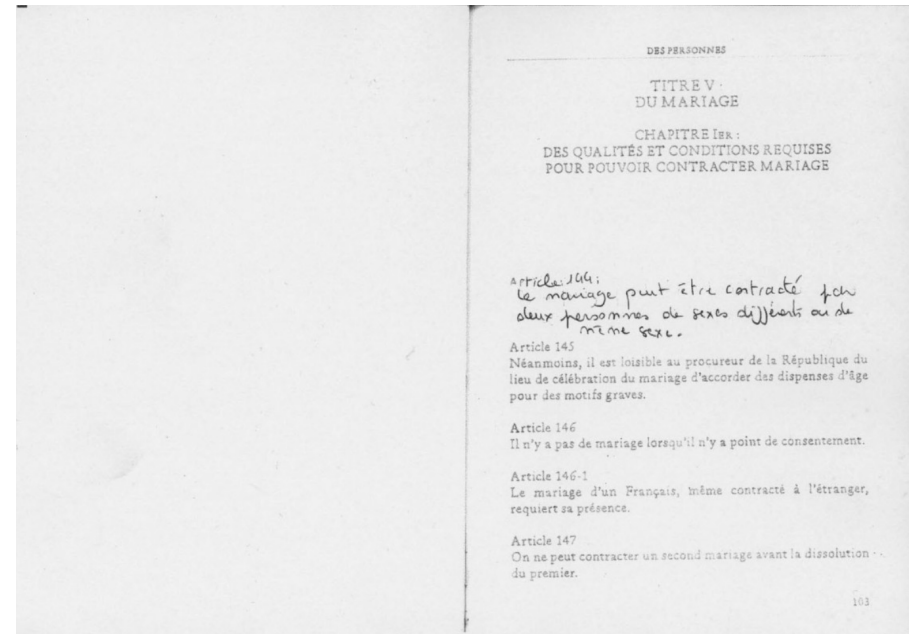 DES PERSONNES
TITRE V
DU MARIAGE
CHAPITRE IER :
DES QUALITÉS ET CONDITIONS REQUISES
POUR POUVOIR CONTRACTER MARIAGE
Article 144 :
Le mariage peut être contracté par
deux personnes de sexes différents ou de
même sexe.
Article 145
Néanmoins, il est loisible au procureur de la République du
lieu de célébration du mariage d'accorder des dispenses d'âge
pour des motifs graves.
Article 146
Il n'y a pas de mariage lorsqu'il n'y a point de consentement.
Article 146-1
Le mariage d'un Français, même contracté à l'étranger,
requiert sa présence.
Article 147
On ne peut contracter un second mariage avant la dissolution
du premier.
103